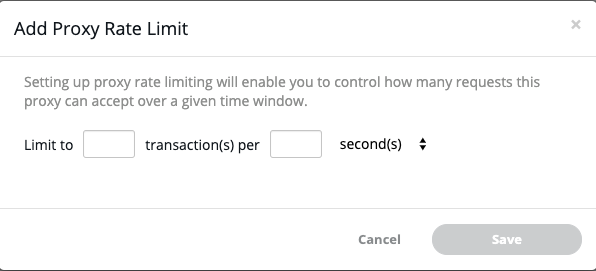 Add Proxy Rate Limit ×
Setting up proxy rate limiting will enable you to control how many requests this
proxy can accept over a given time window.
Limit to transaction(s) per second(s)
Cancel Save